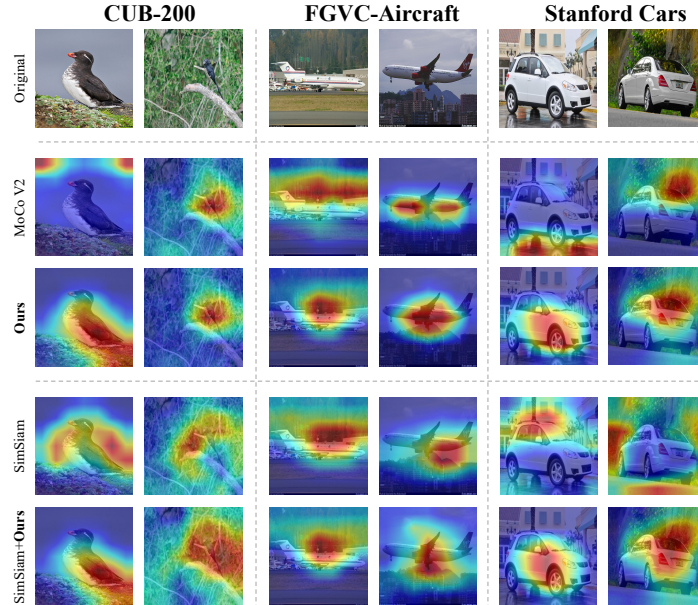 CUB-200
FGVC-Aircraft
Stanford Cars
Original
MoCo V2
Ours
SimSiam
SimSiam+Ours